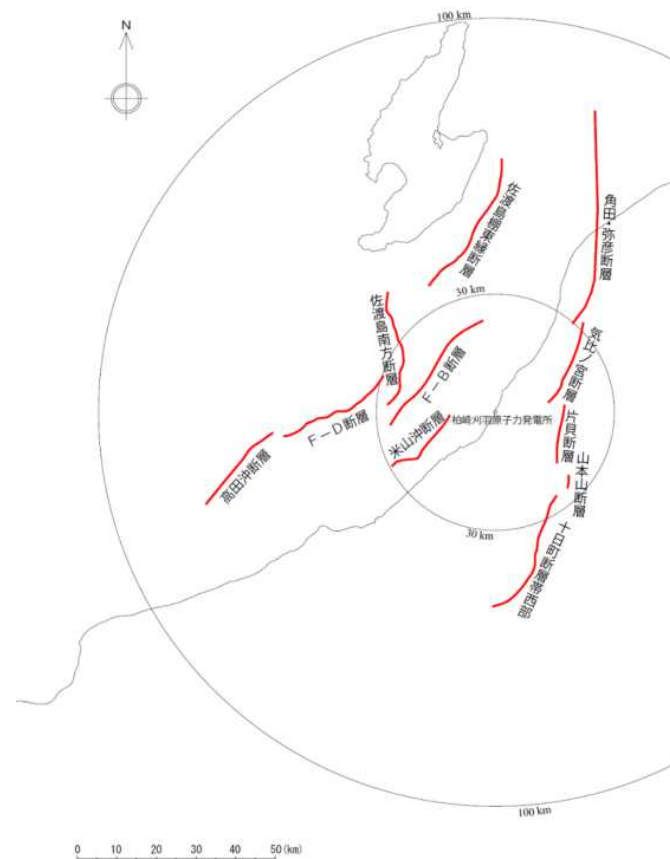 100 km
N
佐渡島棚東縁断層
角田・弥彦断層
30 km
佐渡島南方断層
F-B断層
気比ノ宮断層
F-D断層
米山沖断層
柏崎刈羽原子力発電所
片貝断層
高田沖断層
山本山断層
30 km
十日町断層帯西部
100 km
0 10 20 30 40 50(km)